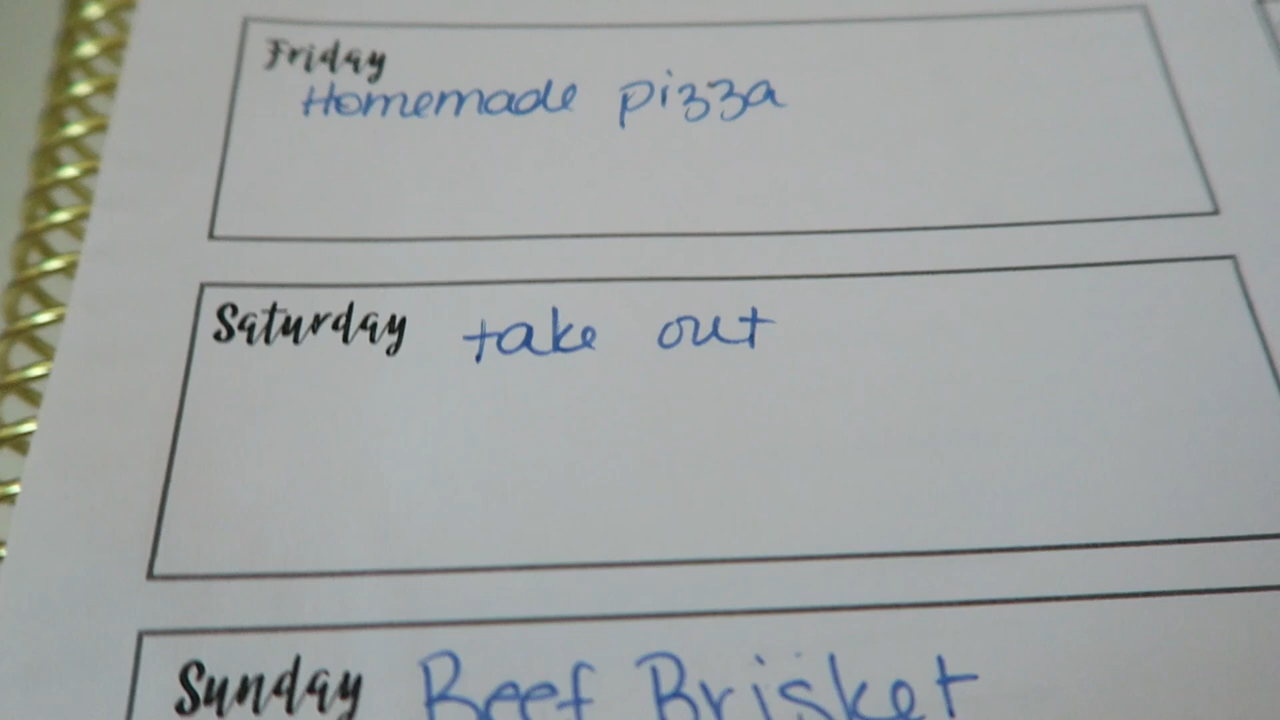 Friday
Homemade pizza
Saturday take out
Sunday Beef Brisket